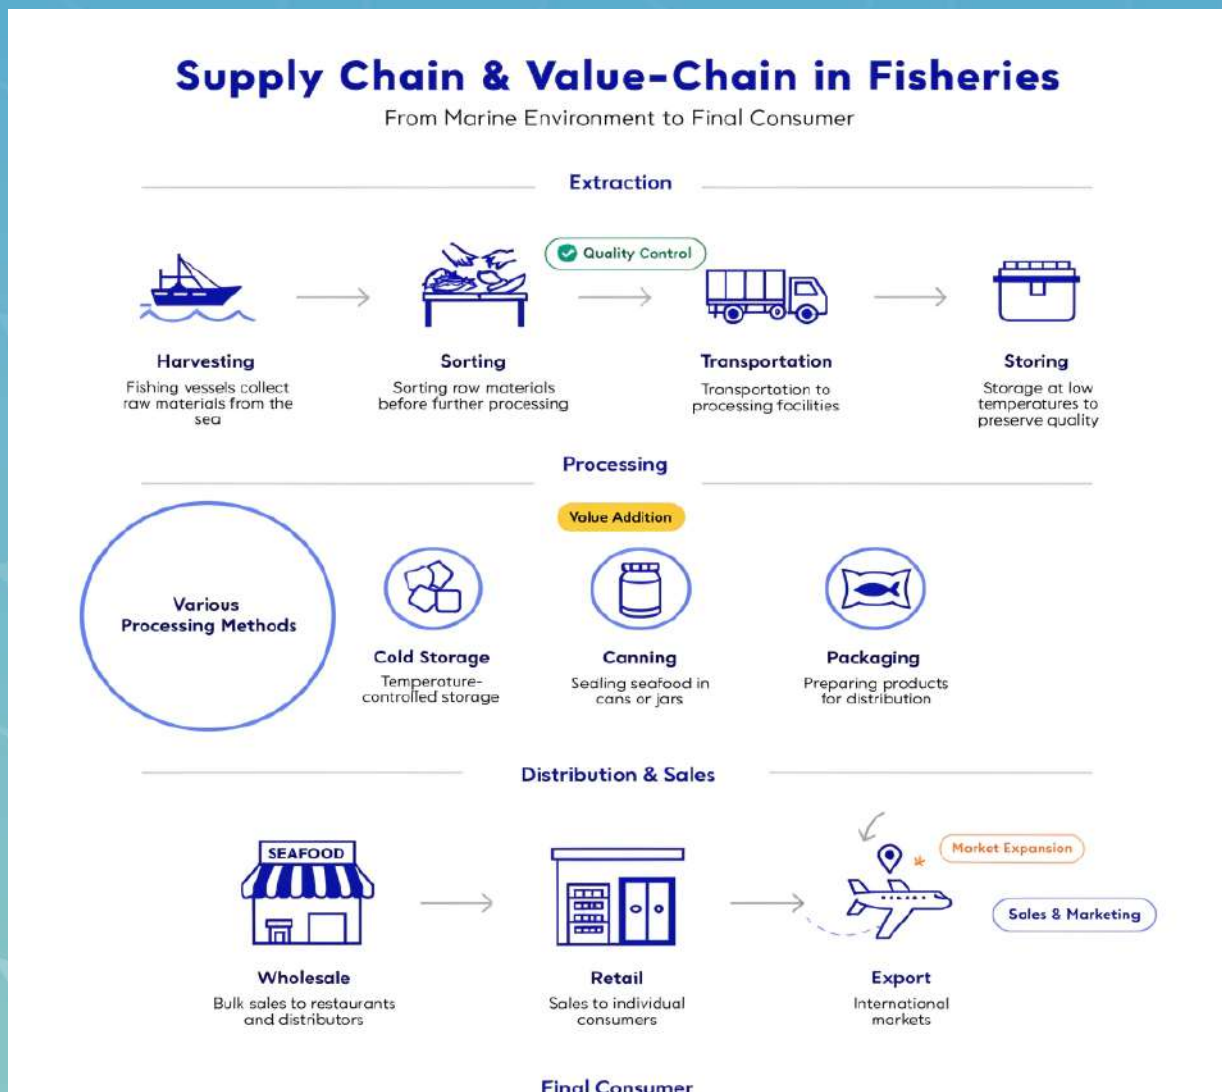 Supply Chain & Value-Chain in Fisheries
From Marine Environment to Final Consumer
Extraction
Quality Control
Harvesting
Fishing vessels collect
raw materials from the
sea
Sorting
Sorting raw materials
before further processing
Transportation
Transportation to
processing facilities
Storing
Storage at low
temperatures to
preserve quality
Processing
Value Addition
Various
Processing Methods
Cold Storage
Temperature-
controlled storage
Canning
Sealing seafood in
cans or jars
Packaging
Preparing products
for distribution
Distribution & Sales
SEAFOOD
Market Expansion
Sales & Marketing
Wholesale
Bulk sales to restaurants
and distributors
Retail
Sales to individual
consumers
Export
International
markets
Final Consumer